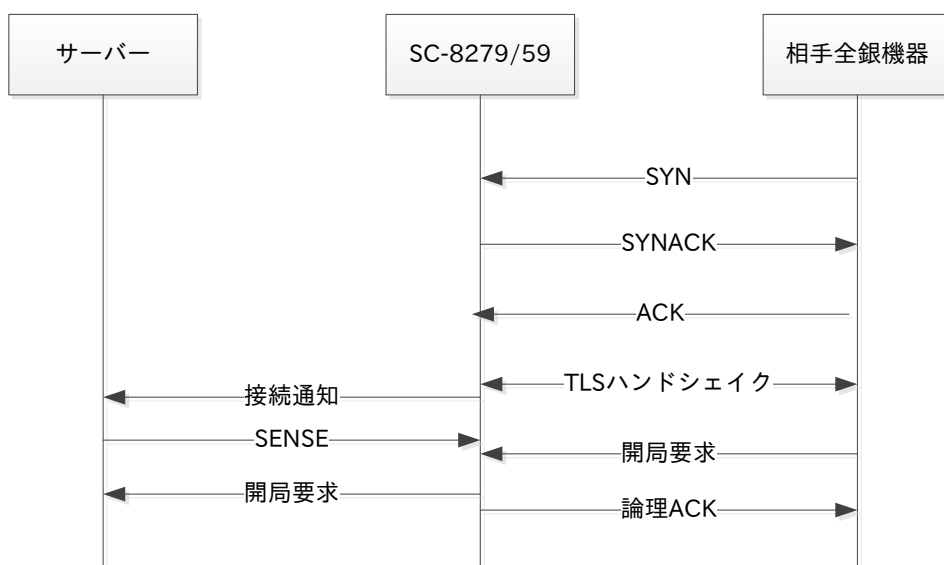 サーバー
SC-8279/59
相手全銀機器
SYN
SYNACK
ACK
TLSハンドシェイク
接続通知
SENSE
開局要求
開局要求
論理ACK